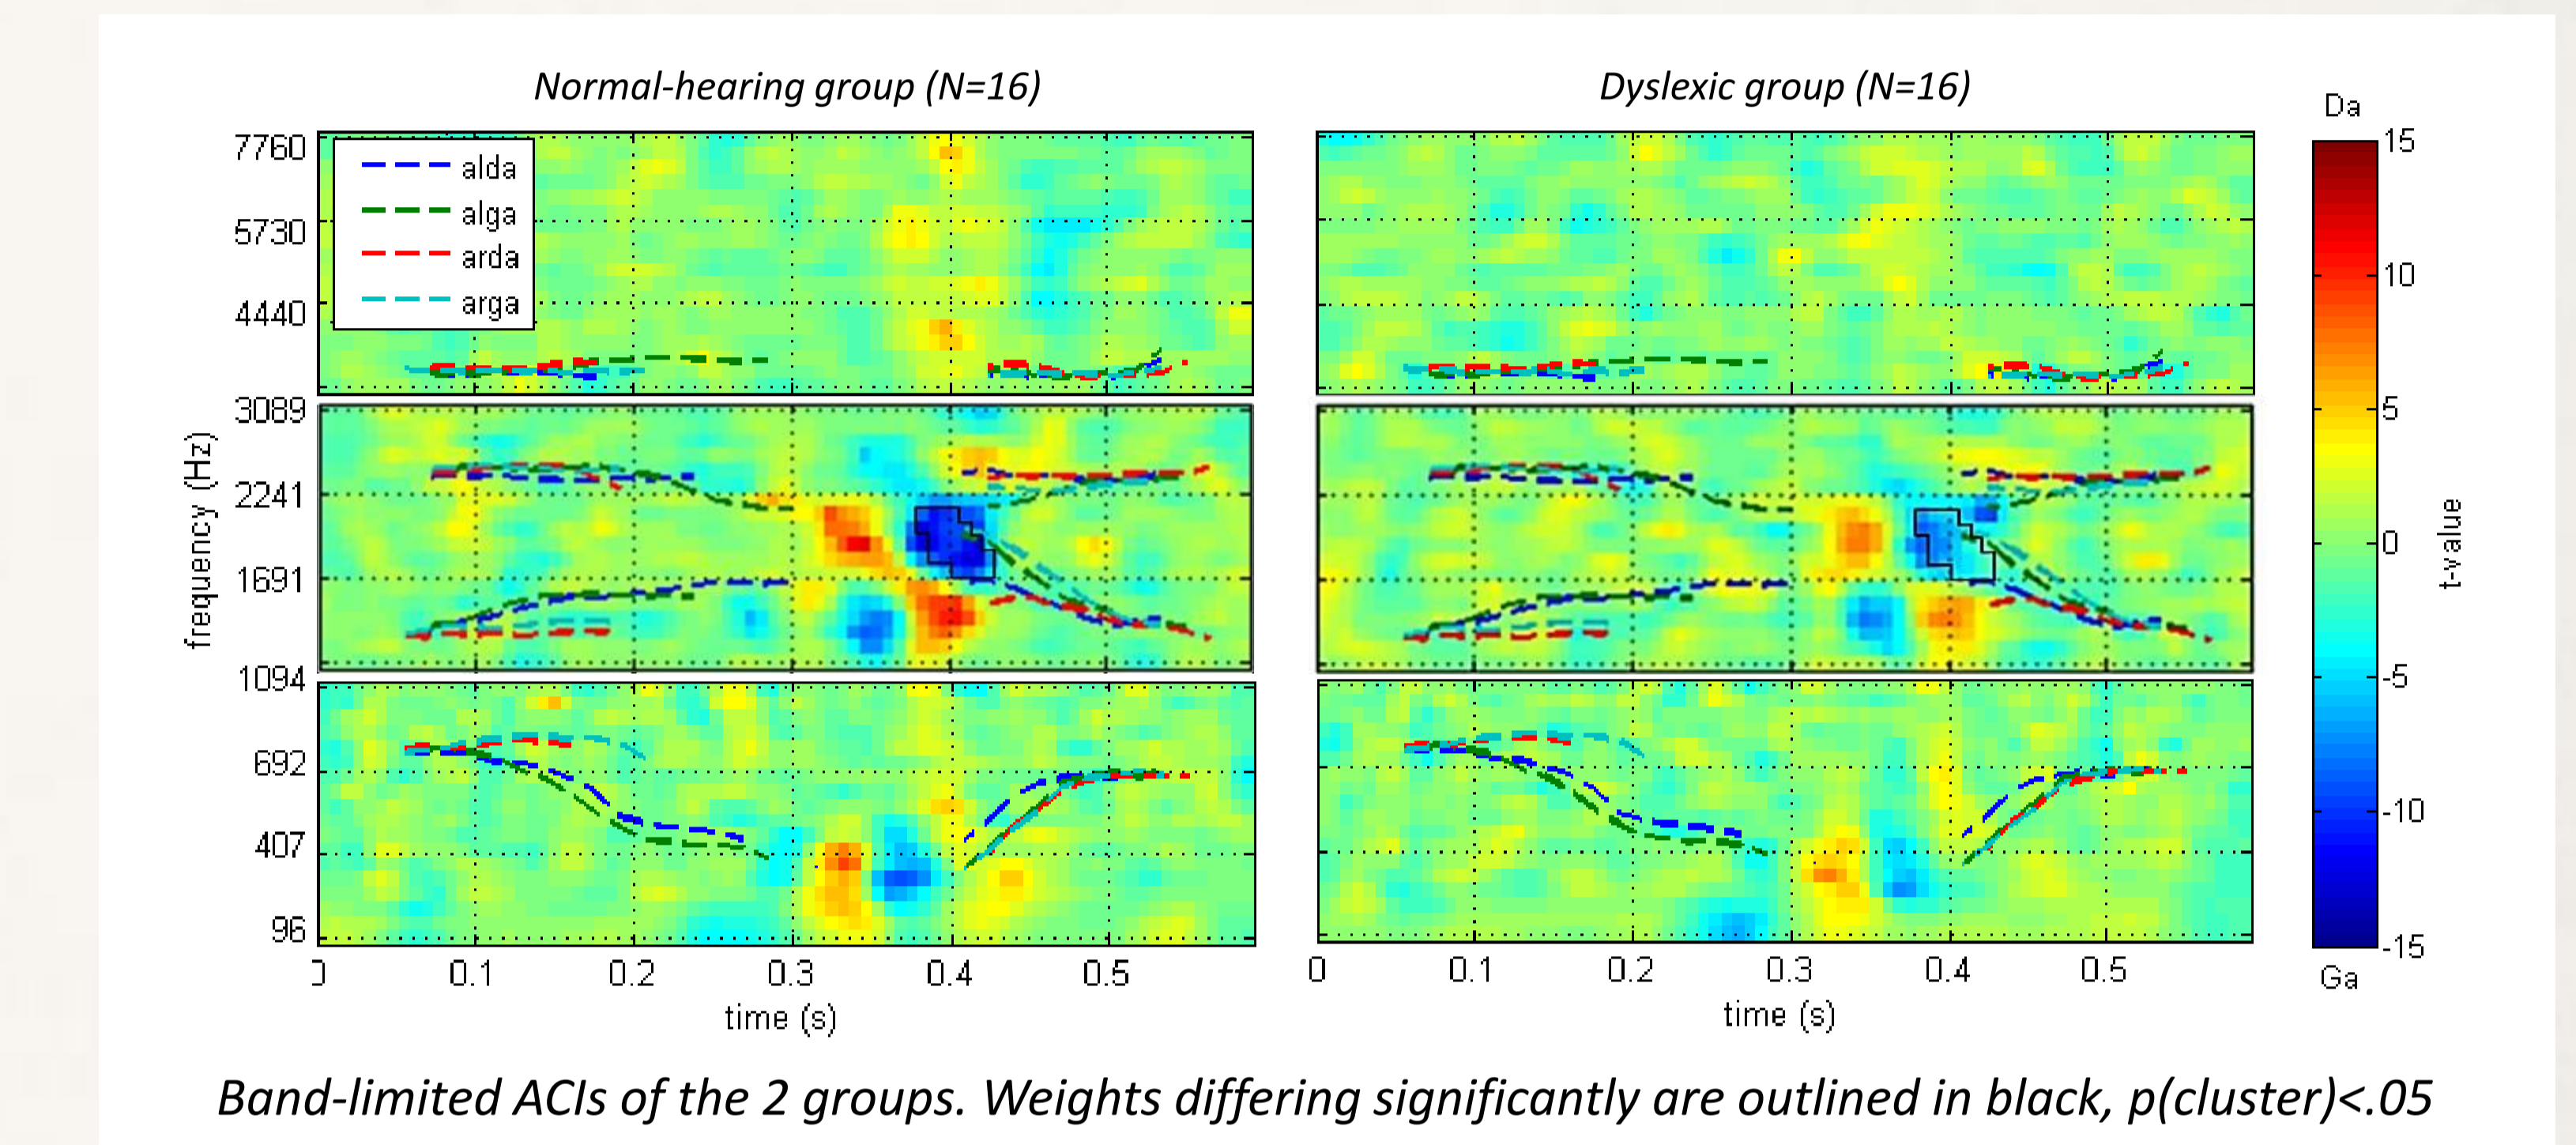 Normal-hearing group (N=16)
Dyslexic group (N=16)
Da
alda
alga
arda
arga
7760
5730
4440
3089
2241
1691
1094
692
407
96
frequency (Hz)
0 0.1 0.2 0.3 0.4 0.5
time (s)
0 0.1 0.2 0.3 0.4 0.5
time (s)
15
10
5
0
-5
-10
-15
t-value
Ga
Band-limited ACIs of the 2 groups. Weights differing significantly are outlined in black, p(cluster)<.05